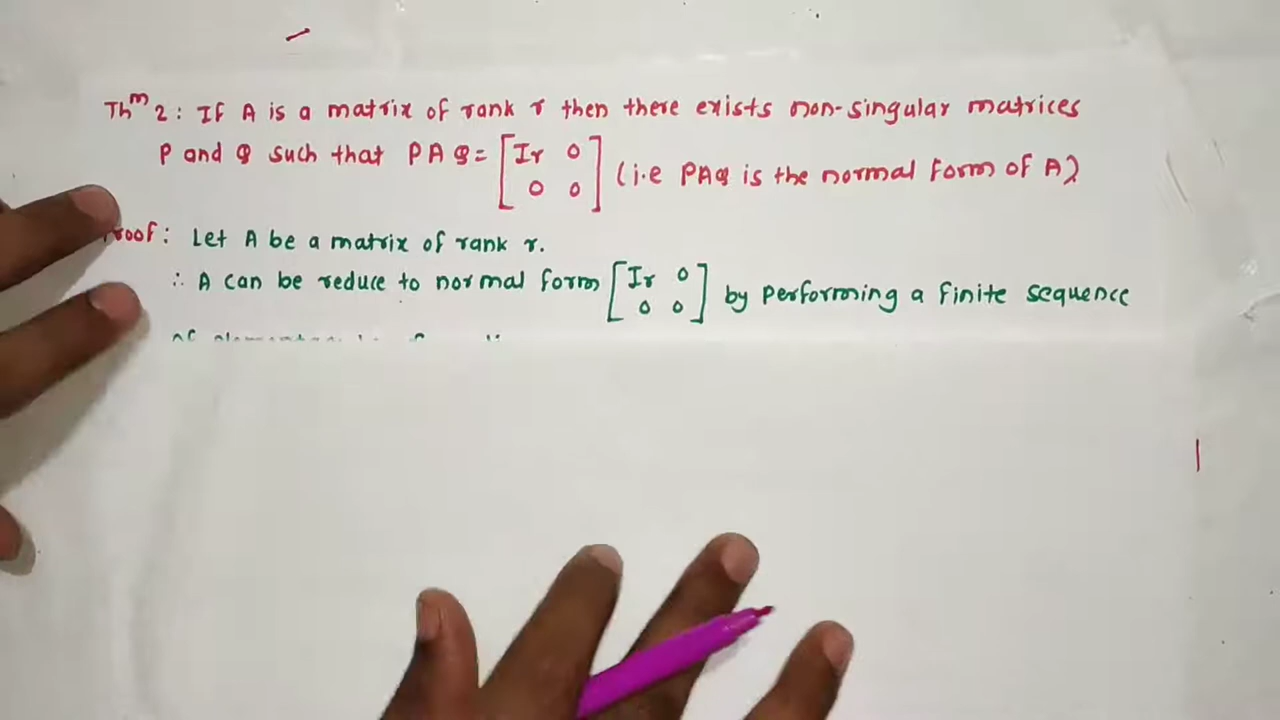 Thm 2: If A is a matrix of rank r then there exists non-singular matrices
P and Q such that PAQ = [Ir 0
0 0] (i.e PAQ is the normal form of A)
Proof: Let A be a matrix of rank r.
∴ A can be reduce to normal form [Ir 0
0 0] by performing a finite sequence